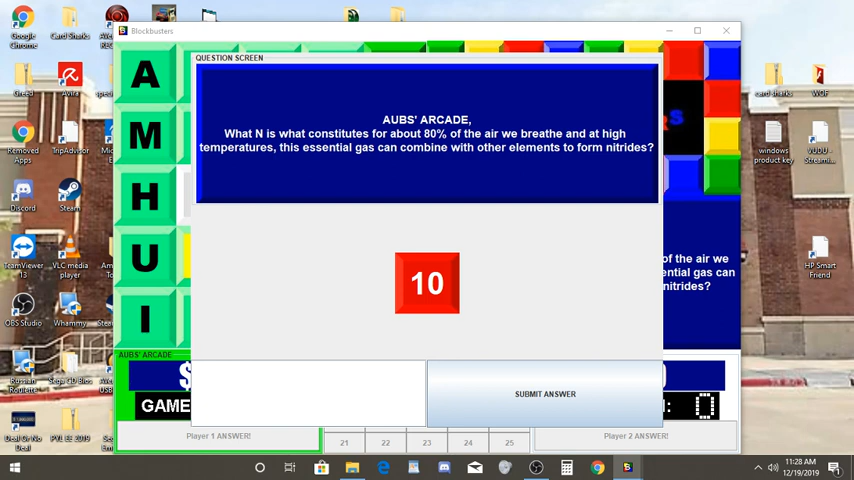 Blockbusters
QUESTION SCREEN
AUBS' ARCADE,
What N is what constitutes for about 80% of the air we breathe and at high
temperatures, this essential gas can combine with other elements to form nitrides?
10
SUBMIT ANSWER
A
M
H
U
I
of the air we
ential gas can
nitrides?
AUBS' ARCADE
$
GAME
:
0
Player 1 ANSWER!
21
22
23
24
25
Player 2 ANSWER!
Google
Chrome
Card Sharks
Greed
Avira
Removed
Apps
TripAdvisor
Discord
Steam
TeamViewer
13
VLC media
player
OBS Studio
Whammy
Russian
Roulette
Sega CD Bios
Deal Or No
Deal
PYL EE 2019
card sharks
WOF
windows
product key
VUDU -
Streami...
HP Smart
Friend
11:28 AM
12/19/2019